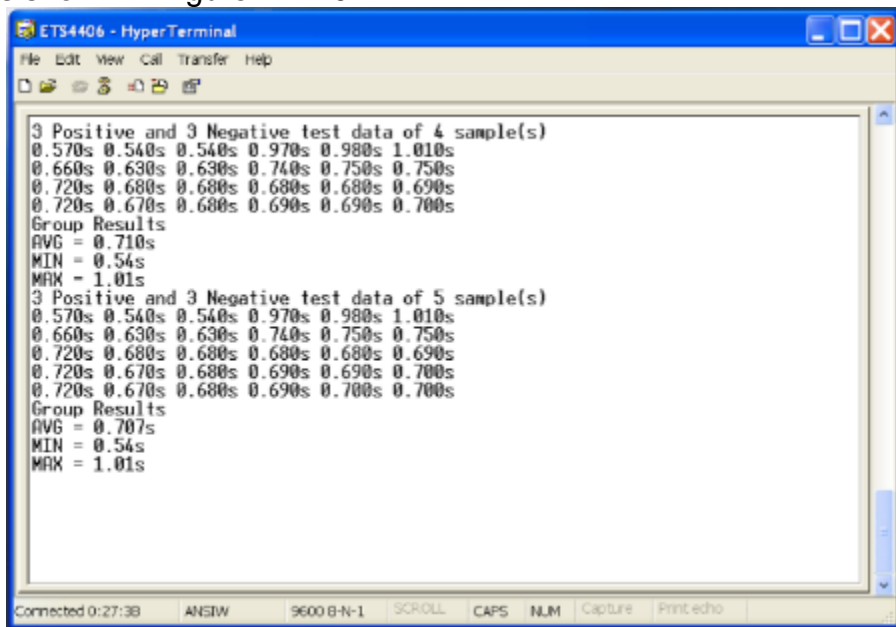 ETS4406 - HyperTerminal
File Edit View Call Transfer Help
3 Positive and 3 Negative test data of 4 sample(s)
0.570s 0.540s 0.540s 0.970s 0.980s 1.010s
0.660s 0.630s 0.630s 0.740s 0.750s 0.750s
0.720s 0.680s 0.680s 0.680s 0.680s 0.690s
0.720s 0.670s 0.680s 0.690s 0.690s 0.700s
Group Results
AVG = 0.710s
MIN = 0.54s
MAX = 1.01s
3 Positive and 3 Negative test data of 5 sample(s)
0.570s 0.540s 0.540s 0.970s 0.980s 1.010s
0.660s 0.630s 0.630s 0.740s 0.750s 0.750s
0.720s 0.680s 0.680s 0.680s 0.680s 0.690s
0.720s 0.670s 0.680s 0.690s 0.690s 0.700s
0.720s 0.670s 0.680s 0.690s 0.700s 0.700s
Group Results
AVG = 0.707s
MIN = 0.54s
MAX = 1.01s
Connected 0:27:38 ANSIW 9600 8-N-1 SCROLL CAPS NUM Capture Print echo